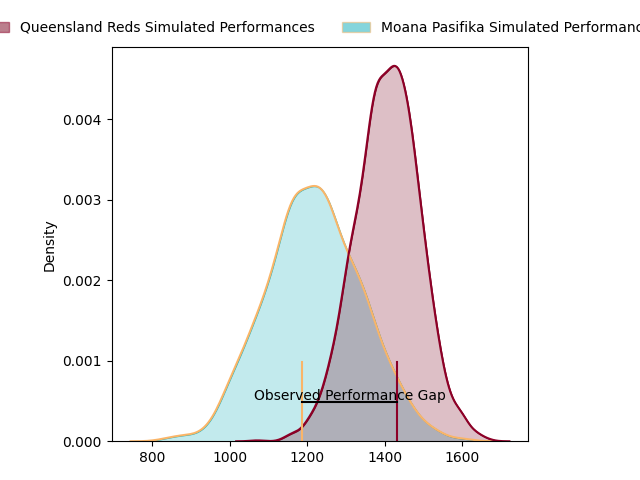 Queensland Reds Simulated Performances
Moana Pasifika Simulated
Density
0.004
0.003
0.002
0.001
0.000
Observed Performance Gap
800 1000 1200 1400 1600